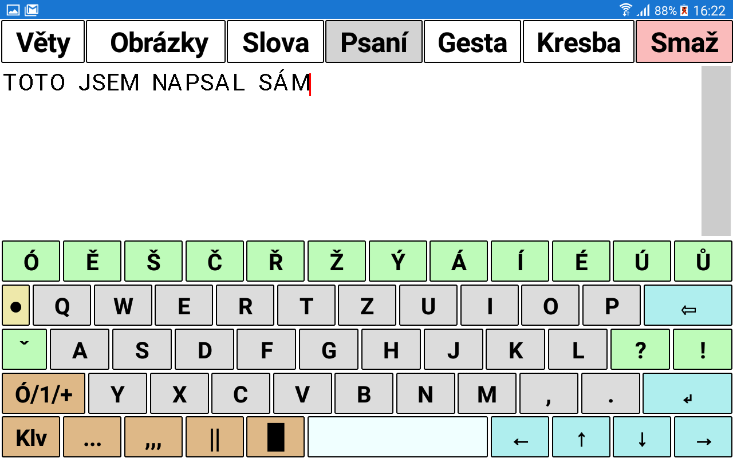 88% 16:22
Věty Obrázky Slova Psaní Gesta Kresba Smaž
TOTO JSEM NAPSAL SÁM
Ó Ě Š Č Ř Ž Ý Á Í É Ú Ů
● Q W E R T Z U I O P ⇦
ˇ A S D F G H J K L ? !
Ó/1/+ Y X C V B N M , . ↲
Klv ... ,,, || █ ← ↑ ↓ →